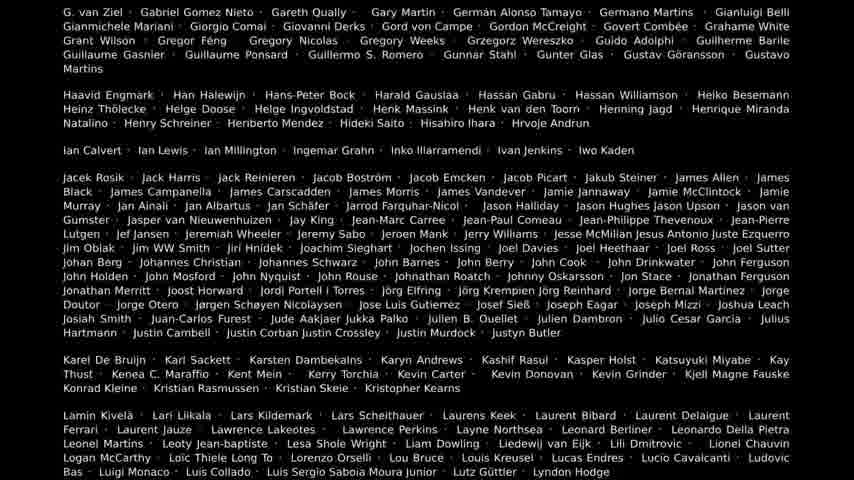 G. van Ziel · Gabriel Gomez Nieto · Gareth Qually · Gary Martin · Germán Alonso Tamayo · Germano Martins · Gianluigi Belli
Gianmichele Mariani · Giorgio Comai · Giovanni Derks · Gord von Campe · Gordon McCreight · Govert Combée · Grahame White
Grant Wilson · Gregor Féng · Gregory Nicolas · Gregory Weeks · Grzegorz Wereszko · Guido Adolphi · Guilherme Barile
Guillaume Gasnier · Guillaume Ponsard · Guillermo S. Romero · Gunnar Stahl · Gunter Glas · Gustav Göransson · Gustavo
Martins
Haavid Engmark · Han Halewijn · Hans-Peter Bock · Harald Gauslaa · Hassan Gabru · Hassan Williamson · Heiko Besemann
Heinz Thölecke · Helge Doose · Helge Ingvoldstad · Henk Massink · Henk van den Toorn · Henning Jagd · Henrique Miranda
Natalino · Henry Schreiner · Heriberto Mendez · Hideki Saito · Hisahiro Ihara · Hrvoje Andrun
Ian Calvert · Ian Lewis · Ian Millington · Ingemar Grahn · Inko Illarramendi · Ivan Jenkins · Iwo Kaden
Jacek Rosik · Jack Harris · Jack Reinieren · Jacob Boström · Jacob Emcken · Jacob Picart · Jakub Steiner · James Allen · James
Black · James Campanella · James Carscadden · James Morris · James Vandever · Jamie Jannaway · Jamie McClintock · Jamie
Murray · Jan Ainali · Jan Albartus · Jan Schäfer · Jarrod Farquhar-Nicol · Jason Halliday · Jason Hughes Jason Upson · Jason van
Gumster · Jasper van Nieuwenhuizen · Jay King · Jean-Marc Carree · Jean-Paul Comeau · Jean-Philippe Thevenoux · Jean-Pierre
Lutgen · Jef Jansen · Jeremiah Wheeler · Jeremy Sabo · Jeroen Mank · Jerry Williams · Jesse McMilian Jesus Antonio Juste Ezquerro
Jim Objak · Jim WW Smith · Jiří Hnídek · Joachim Sieghart · Jochen Issing · Joel Davies · Joel Heethaar · Joel Ross · Joel Sutter
Johan Berg · Johannes Christian · Johannes Schwarz · John Barnes · John Berry · John Cook · John Drinkwater · John Ferguson
John Holden · John Mosford · John Nyquist · John Rouse · Johnathan Roatch · Johnny Oskarsson · Jon Stace · Jonathan Ferguson
Jonathan Merritt · Joost Horward · Jordi Portell i Torres · Jörg Elfring · Jörg Krempien Jörg Reinhard · Jorge Bernal Martinez · Jorge
Doutor · Jorge Otero · Jørgen Schøyen Nicolaysen · Jose Luis Gutierrez · Josef Sieß · Joseph Eagar · Joseph Mizzi · Joshua Leach
Josiah Smith · Juan-Carlos Furest · Jude Aakjaer Jukka Palko · Julien B. Ouellet · Julien Dambron · Julio Cesar Garcia · Julius
Hartmann · Justin Cambell · Justin Corban Justin Crossley · Justin Murdock · Justyn Butler
Karel De Bruijn · Karl Sackett · Karsten Dambekalns · Karyn Andrews · Kashif Rasul · Kasper Holst · Katsuyuki Miyabe · Kay
Thust · Kenea C. Maraffio · Kent Mein · Kerry Torchia · Kevin Carter · Kevin Donovan · Kevin Grinder · Kjell Magne Fauske
Konrad Kleine · Kristian Rasmussen · Kristian Skeie · Kristopher Kearns
Lamin Kivelä · Lari Liikala · Lars Kildemark · Lars Scheithauer · Laurens Keek · Laurent Bibard · Laurent Delaigue · Laurent
Ferrari · Laurent Jauze · Lawrence Lakeotes · Lawrence Perkins · Layne Northsea · Leonard Berliner · Leonardo Della Pietra
Leonel Martins · Leoty Jean-baptiste · Lesa Shole Wright · Liam Dowling · Liedewij van Eijk · Lili Dmitrovic · Lionel Chauvin
Logan McCarthy · Loïc Thiele Long To · Lorenzo Orselli · Lou Bruce · Louis Kreusel · Lucas Endres · Lucio Cavalcanti · Ludovic
Bas · Luigi Monaco · Luis Collado · Luis Sergio Saboia Moura Junior · Lutz Güttler · Lyndon Hodge